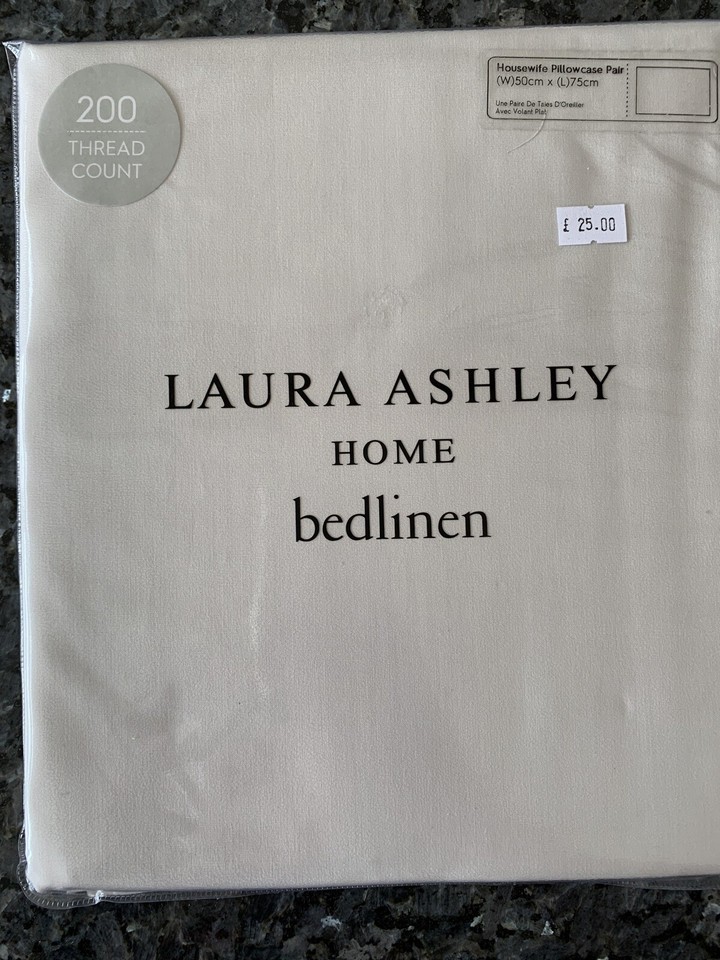 200
THREAD
COUNT
Housewife Pillowcase Pair
(W)50cm x (L)75cm
Une Paire De Taies D'Oreiller
Avec Volant Plat
£ 25.00
LAURA ASHLEY
HOME
bedlinen